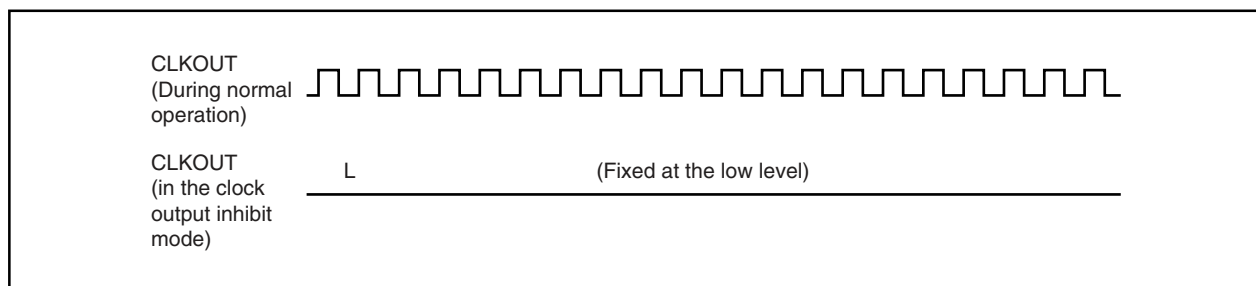 CLKOUT
(During normal
operation)
CLKOUT
(in the clock
output inhibit
mode)
L
(Fixed at the low level)